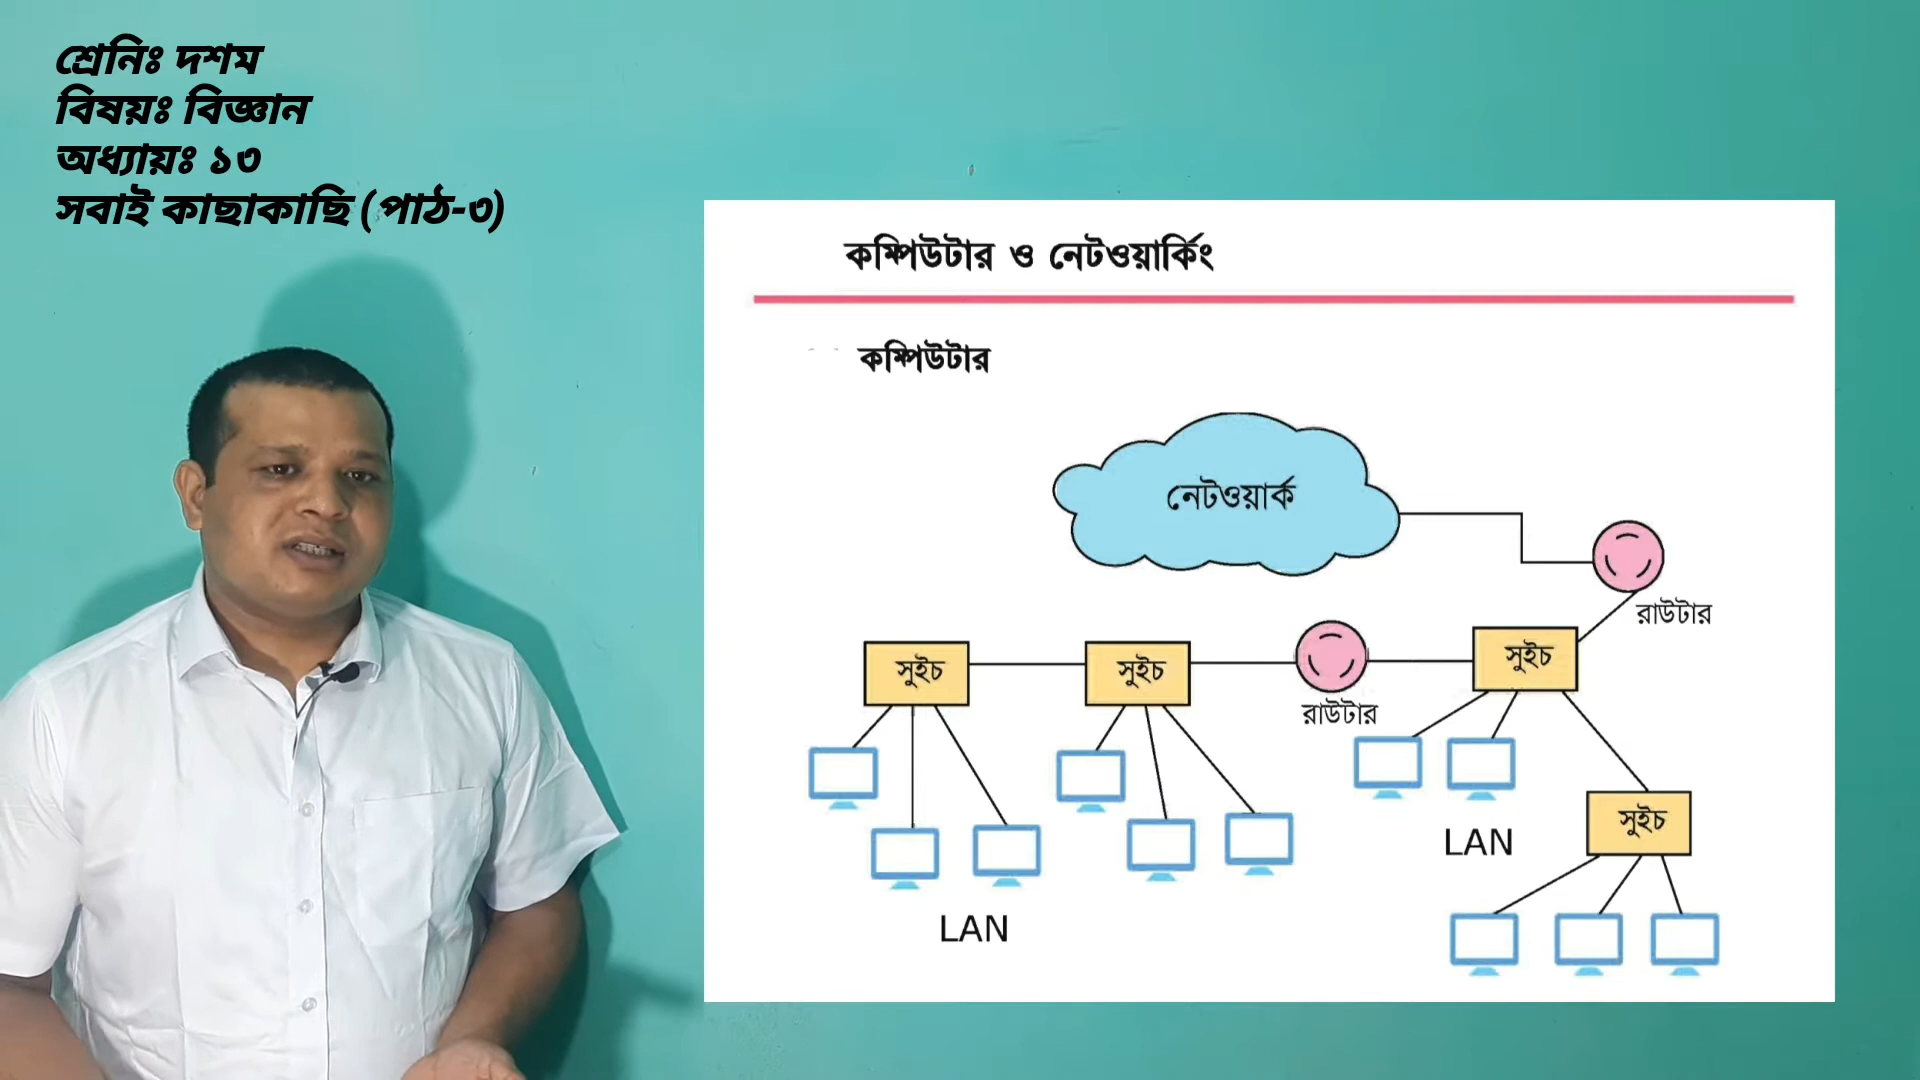 শ্রেনিঃ দশম
বিষয়ঃ বিজ্ঞান
অধ্যায়ঃ ১৩
সবাই কাছাকাছি (পাঠ-৩)
কম্পিউটার ও নেটওয়ার্কিং
কম্পিউটার
নেটওয়ার্ক
রাউটার
সুইচ
সুইচ
রাউটার
সুইচ
সুইচ
LAN
LAN